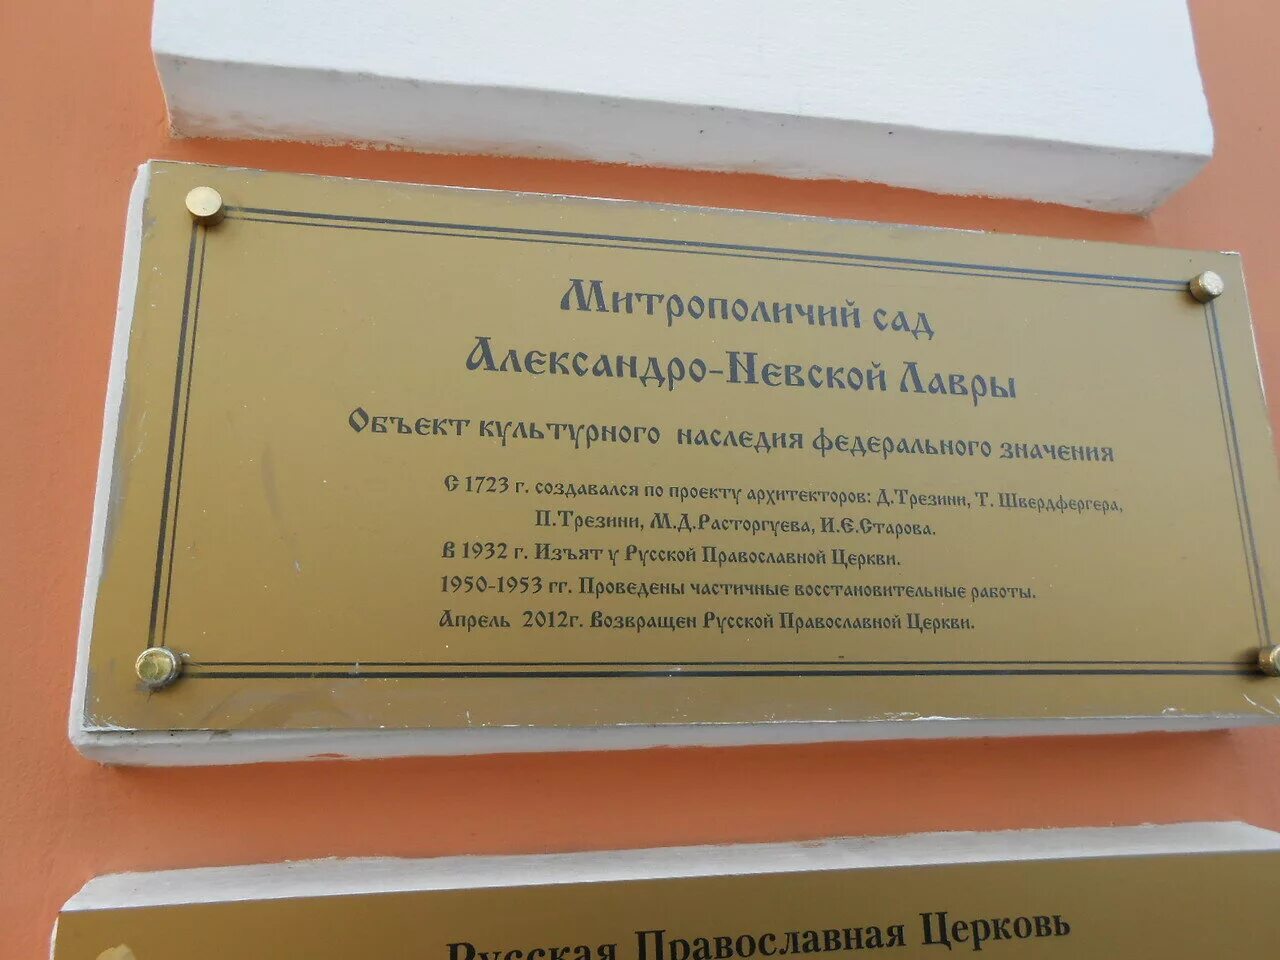 Митрополичий сад
Александро-Невской Лавры
Объект культурного наследия федерального значения
С 1723 г. создавался по проекту архитекторов: Д.Трезини, Т. Швердфергера,
П.Трезини, М.Д.Расторгуева, И.Е.Старова.
В 1932 г. Изъят у Русской Православной Церкви.
1950-1953 гг. Проведены частичные восстановительные работы.
Апрель 2012г. Возвращен Русской Православной Церкви.
Русская Православная Церковь